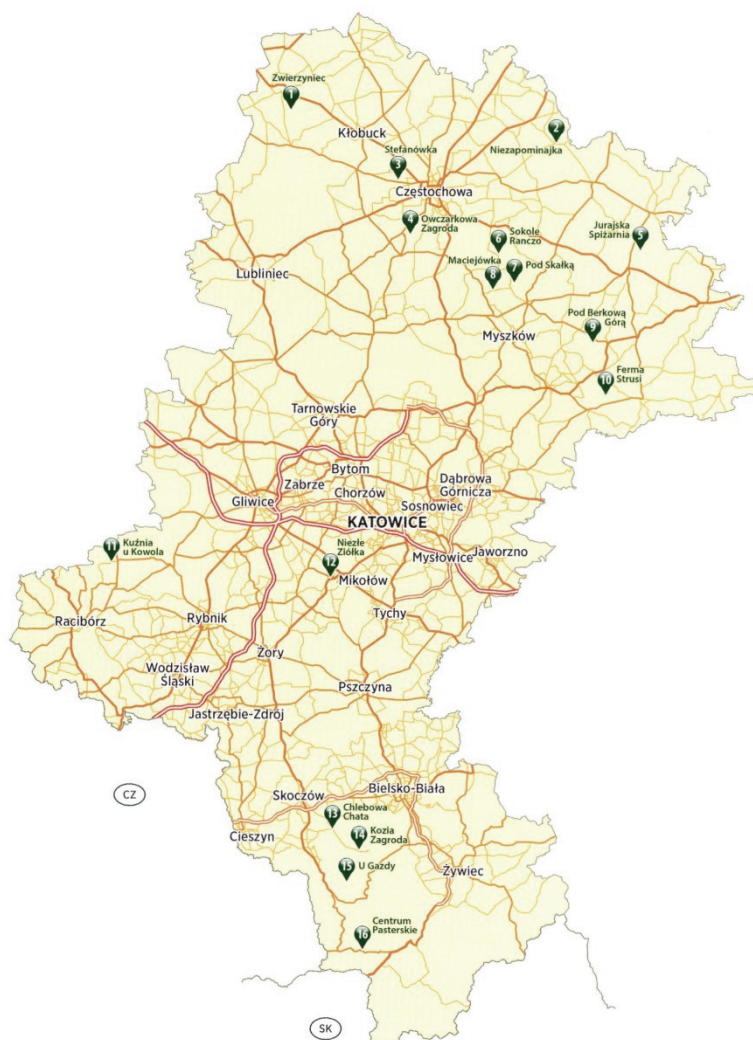 Zwierzyniec
1
2
Kłobuck
Niezapominajka
Stefanówka
3
Częstochowa
4
Owczarkowa
Zagroda
6
Sokole
Ranczo
Jurajska
Spiżarnia
5
Maciejówka
8
7
Pod Skałką
Lubliniec
Pod Berkową
Górą
9
Myszków
10
Ferma
Strusi
Tarnowskie
Góry
Bytom
Zabrze
Dąbrowa
Górnicza
Chorzów
Gliwice
Sosnowiec
KATOWICE
11
Kuźnia
u Kowola
Niezłe
Ziółka
12
Mysłowice
Jaworzno
Mikołów
Tychy
Racibórz
Rybnik
Żory
Wodzisław
Śląski
Pszczyna
Jastrzębie-Zdrój
CZ
Bielsko-Biała
Skoczów
13
Chlebowa
Chata
Cieszyn
14
Kozia
Zagroda
15
U Gazdy
Żywiec
Centrum
Pasterskie
16
SK